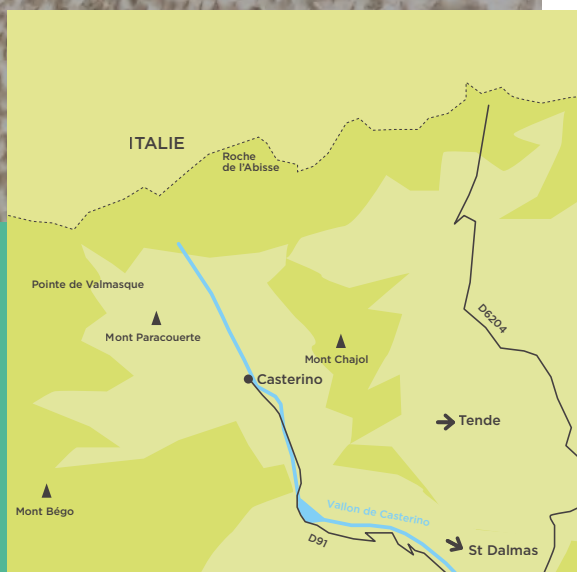 ITALIE
Roche
de l'Abisse
Pointe de Valmasque
Mont Paracouerte
D6204
Mont Chajol
Casterino
Tende
Mont Bégo
Vallon de Casterino
D91
St Dalmas